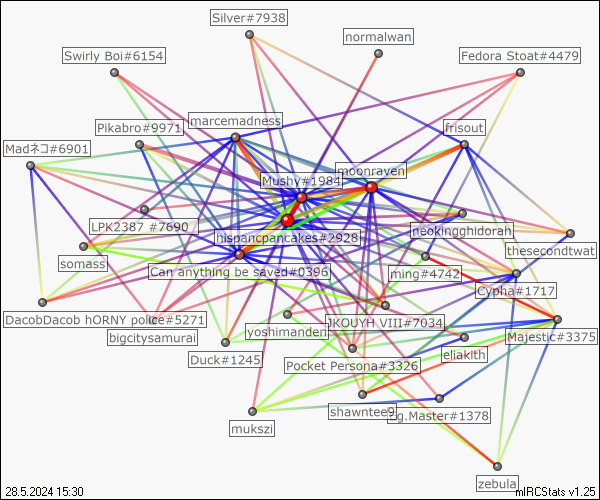 Silver#7938
normalwan
Swirly Boi#6154
Fedora Stoat#4479
marcemadness
Pikabro#9971
frisout
Madネコ#6901
moonraven
Mushy#1984
LPK2387 #7690
hispancpancakes#2928
neokingghidorah
thesecondtwat
somass
Can anything be saved#0396
ming#4742
Cypha#1717
DacobDacob hORNY police#5271
JKOUYH VIII#7034
yoshimanden
bigcitysamurai
Majestic#3375
Duck#1245
eliakith
Pocket Persona#3326
shawntee9
.Master#1378
mukszi
zebula
28.5.2024 15:30
mIRCStats v1.25